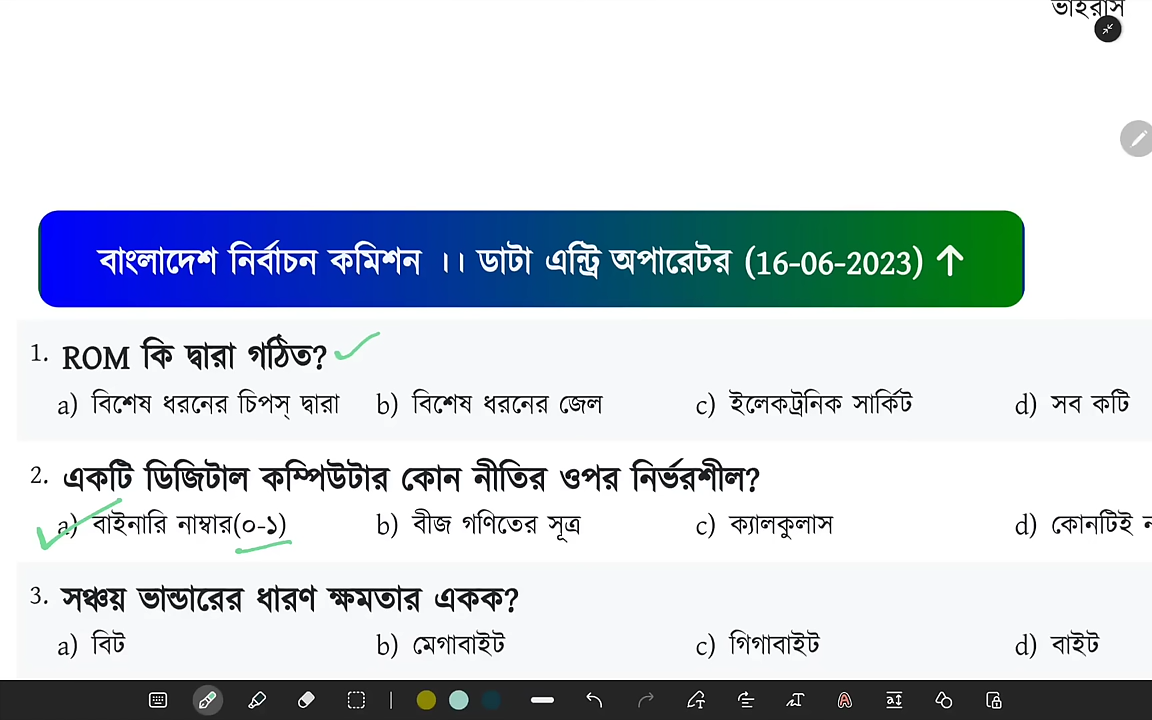 ভাইরাস
বাংলাদেশ নির্বাচন কমিশন ।। ডাটা এন্ট্রি অপারেটর (16-06-2023) ↑
1. ROM কি দ্বারা গঠিত?
a) বিশেষ ধরনের চিপস্ দ্বারা b) বিশেষ ধরনের জেল c) ইলেকট্রনিক সার্কিট d) সব কটি
2. একটি ডিজিটাল কম্পিউটার কোন নীতির ওপর নির্ভরশীল?
a) বাইনারি নাম্বার(০-১) b) বীজ গণিতের সূত্র c) ক্যালকুলাস d) কোনটিই
3. সঞ্চয় ভান্ডারের ধারণ ক্ষমতার একক?
a) বিট b) মেগাবাইট c) গিগাবাইট d) বাইট